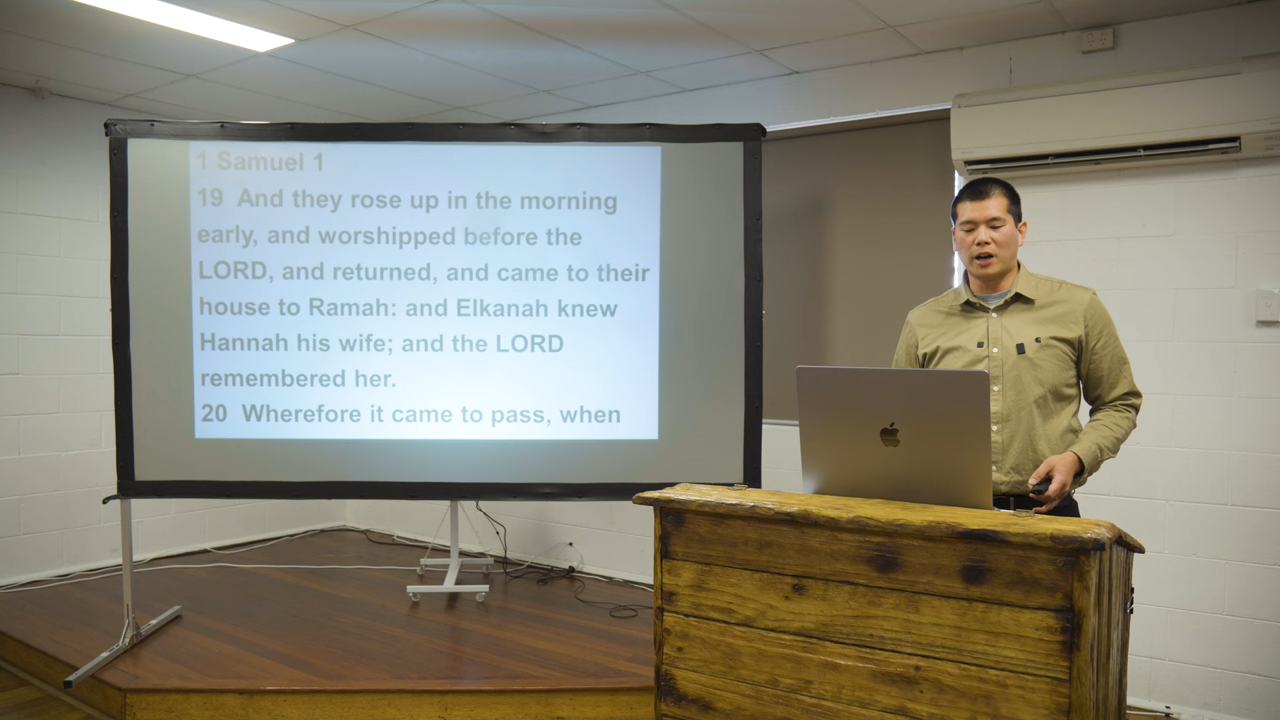 1 Samuel 1
19 And they rose up in the morning
early, and worshipped before the
LORD, and returned, and came to their
house to Ramah: and Elkanah knew
Hannah his wife; and the LORD
remembered her.
20 Wherefore it came to pass, when